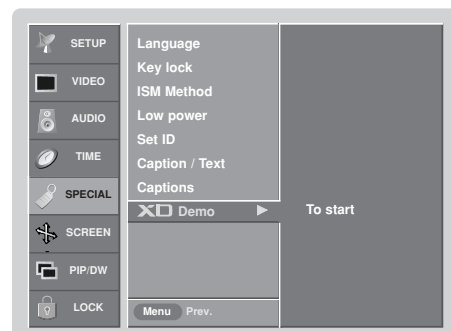 SETUP
VIDEO
AUDIO
TIME
SPECIAL
SCREEN
PIP/DW
LOCK
Language
Key lock
ISM Method
Low power
Set ID
Caption / Text
Captions
XD Demo ▶ To start
Menu Prev.